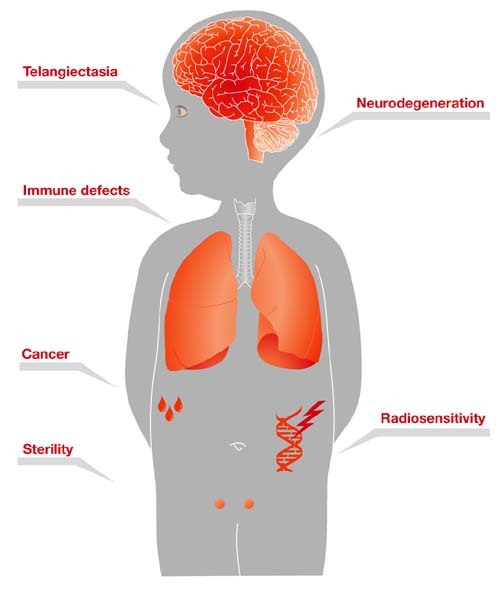 Telangiectasia
Neurodegeneration
Immune defects
Cancer
Radiosensitivity
Sterility